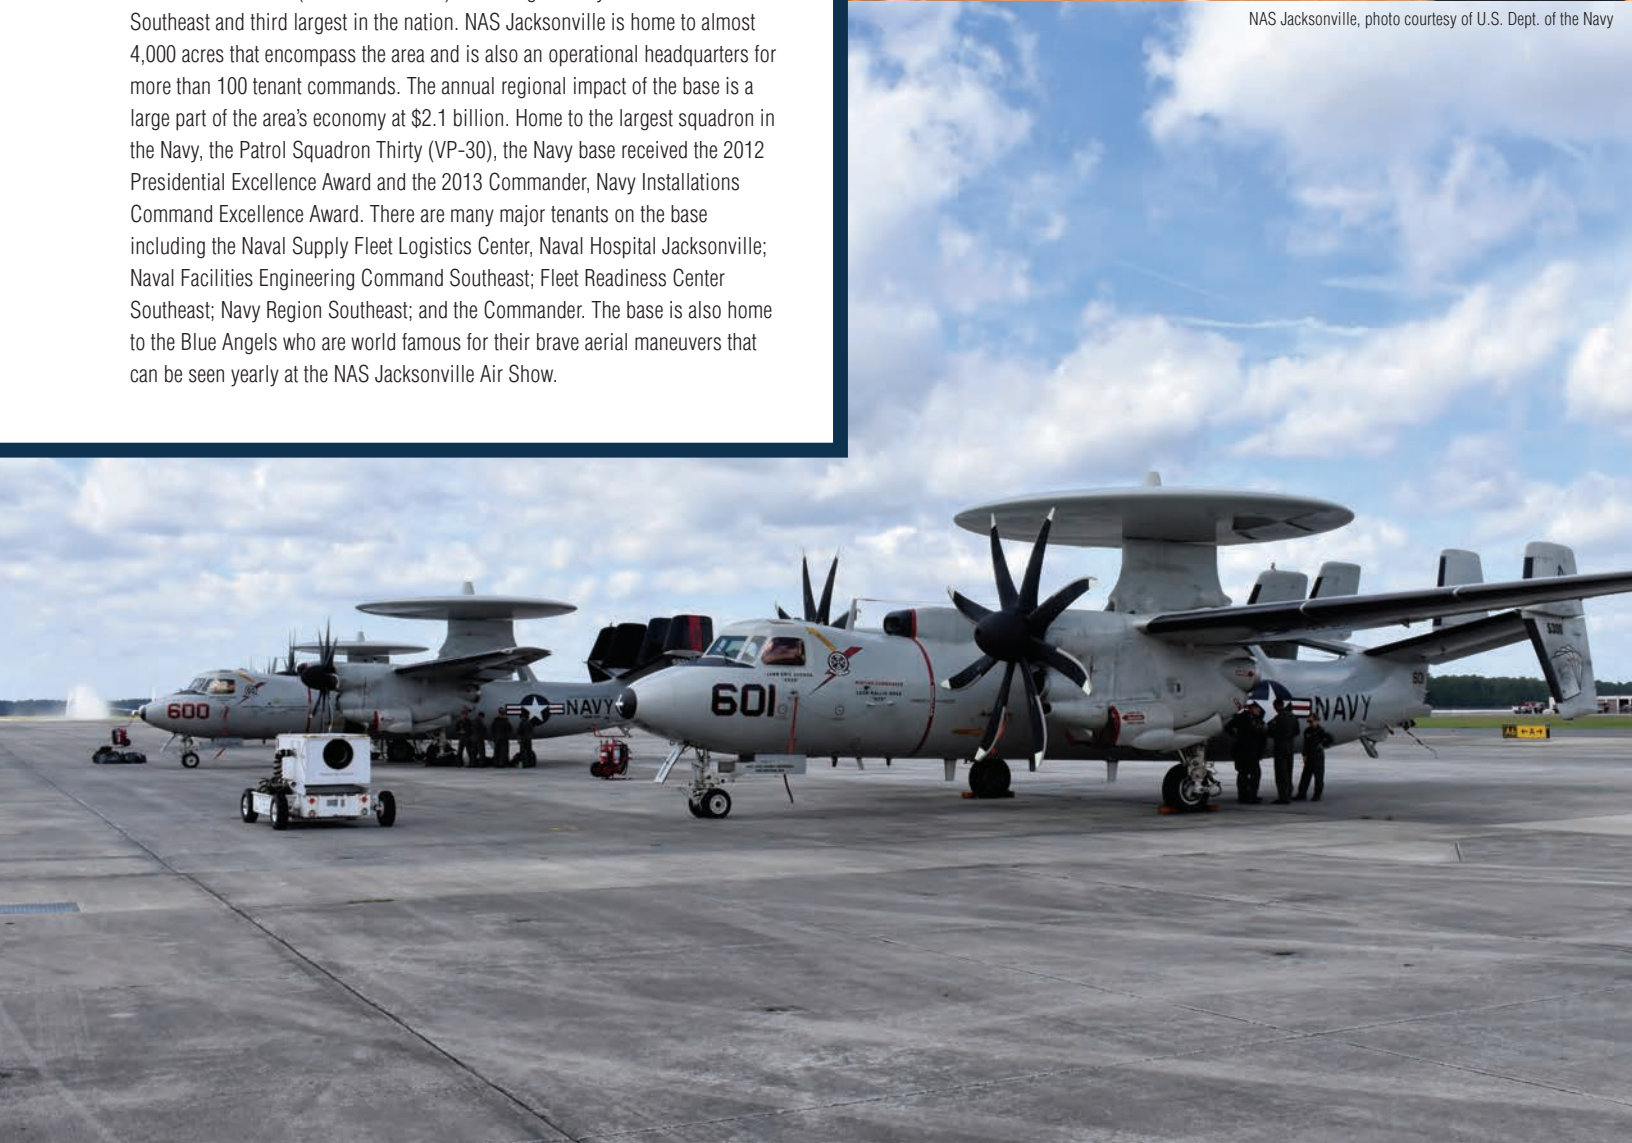 Southeast and third largest in the nation. NAS Jacksonville is home to almost
4,000 acres that encompass the area and is also an operational headquarters for
more than 100 tenant commands. The annual regional impact of the base is a
large part of the area's economy at $2.1 billion. Home to the largest squadron in
the Navy, the Patrol Squadron Thirty (VP-30), the Navy base received the 2012
Presidential Excellence Award and the 2013 Commander, Navy Installations
Command Excellence Award. There are many major tenants on the base
including the Naval Supply Fleet Logistics Center, Naval Hospital Jacksonville;
Naval Facilities Engineering Command Southeast; Fleet Readiness Center
Southeast; Navy Region Southeast; and the Commander. The base is also home
to the Blue Angels who are world famous for their brave aerial maneuvers that
can be seen yearly at the NAS Jacksonville Air Show.
NAS Jacksonville, photo courtesy of U.S. Dept. of the Navy
600
NAVY
601
NAVY
601
A